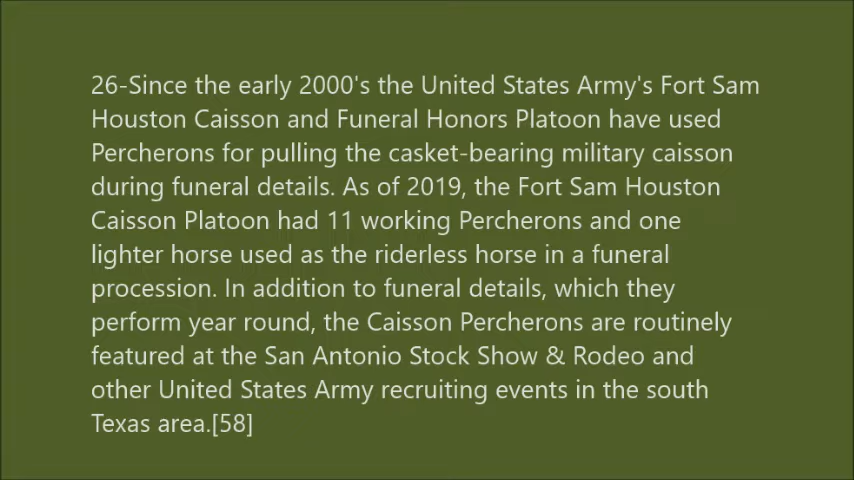 26-Since the early 2000's the United States Army's Fort Sam
Houston Caisson and Funeral Honors Platoon have used
Percherons for pulling the casket-bearing military caisson
during funeral details. As of 2019, the Fort Sam Houston
Caisson Platoon had 11 working Percherons and one
lighter horse used as the riderless horse in a funeral
procession. In addition to funeral details, which they
perform year round, the Caisson Percherons are routinely
featured at the San Antonio Stock Show & Rodeo and
other United States Army recruiting events in the south
Texas area.[58]